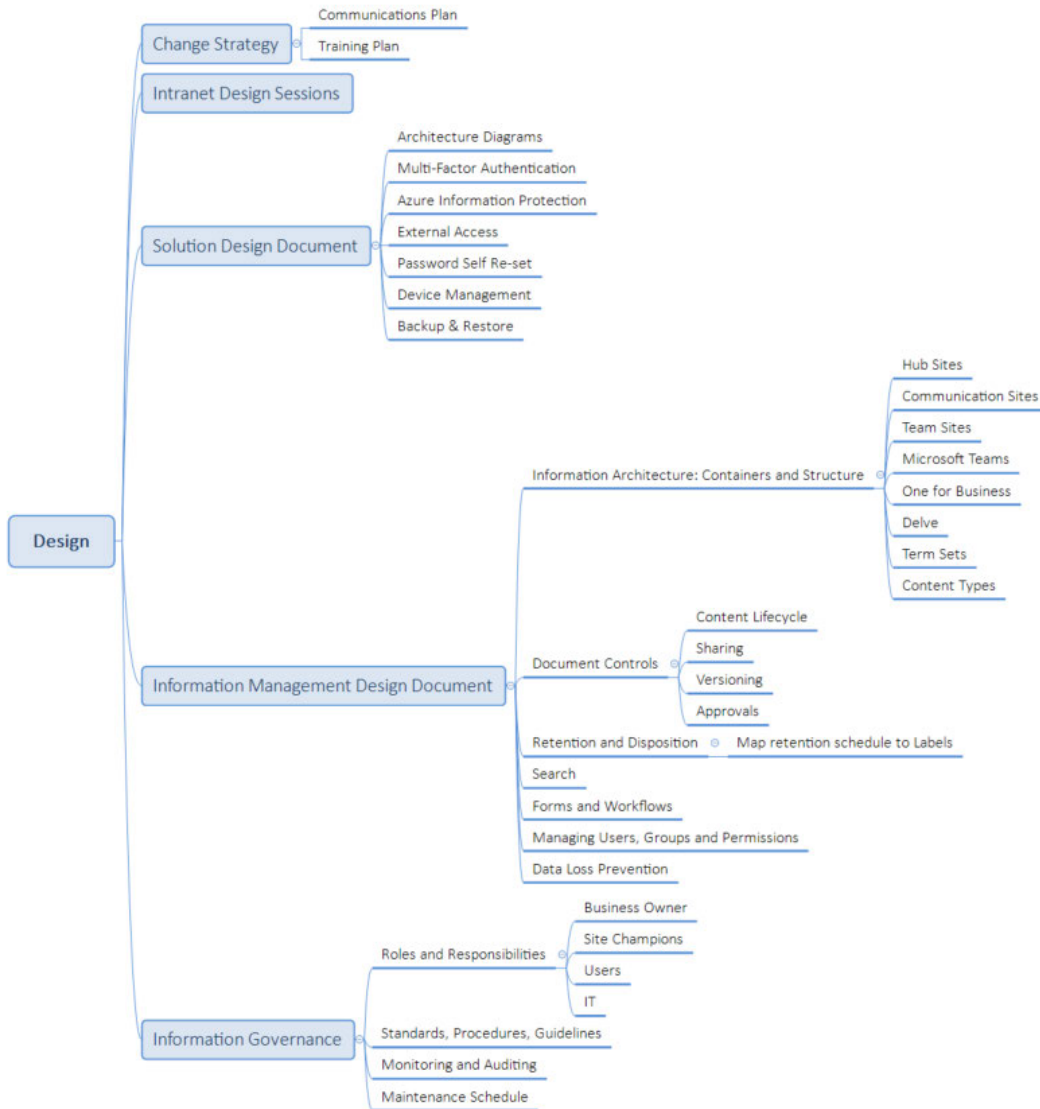 Communications Plan
Change Strategy
Training Plan
Intranet Design Sessions
Architecture Diagrams
Multi-Factor Authentication
Azure Information Protection
External Access
Solution Design Document
Password Self Re-set
Device Management
Backup & Restore
Hub Sites
Communication Sites
Team Sites
Microsoft Teams
Information Architecture: Containers and Structure
One for Business
Delve
Term Sets
Content Types
Design
Content Lifecycle
Sharing
Document Controls
Versioning
Approvals
Information Management Design Document
Retention and Disposition
Map retention schedule to Labels
Search
Forms and Workflows
Managing Users, Groups and Permissions
Data Loss Prevention
Business Owner
Site Champions
Roles and Responsibilities
Users
IT
Information Governance
Standards, Procedures, Guidelines
Monitoring and Auditing
Maintenance Schedule